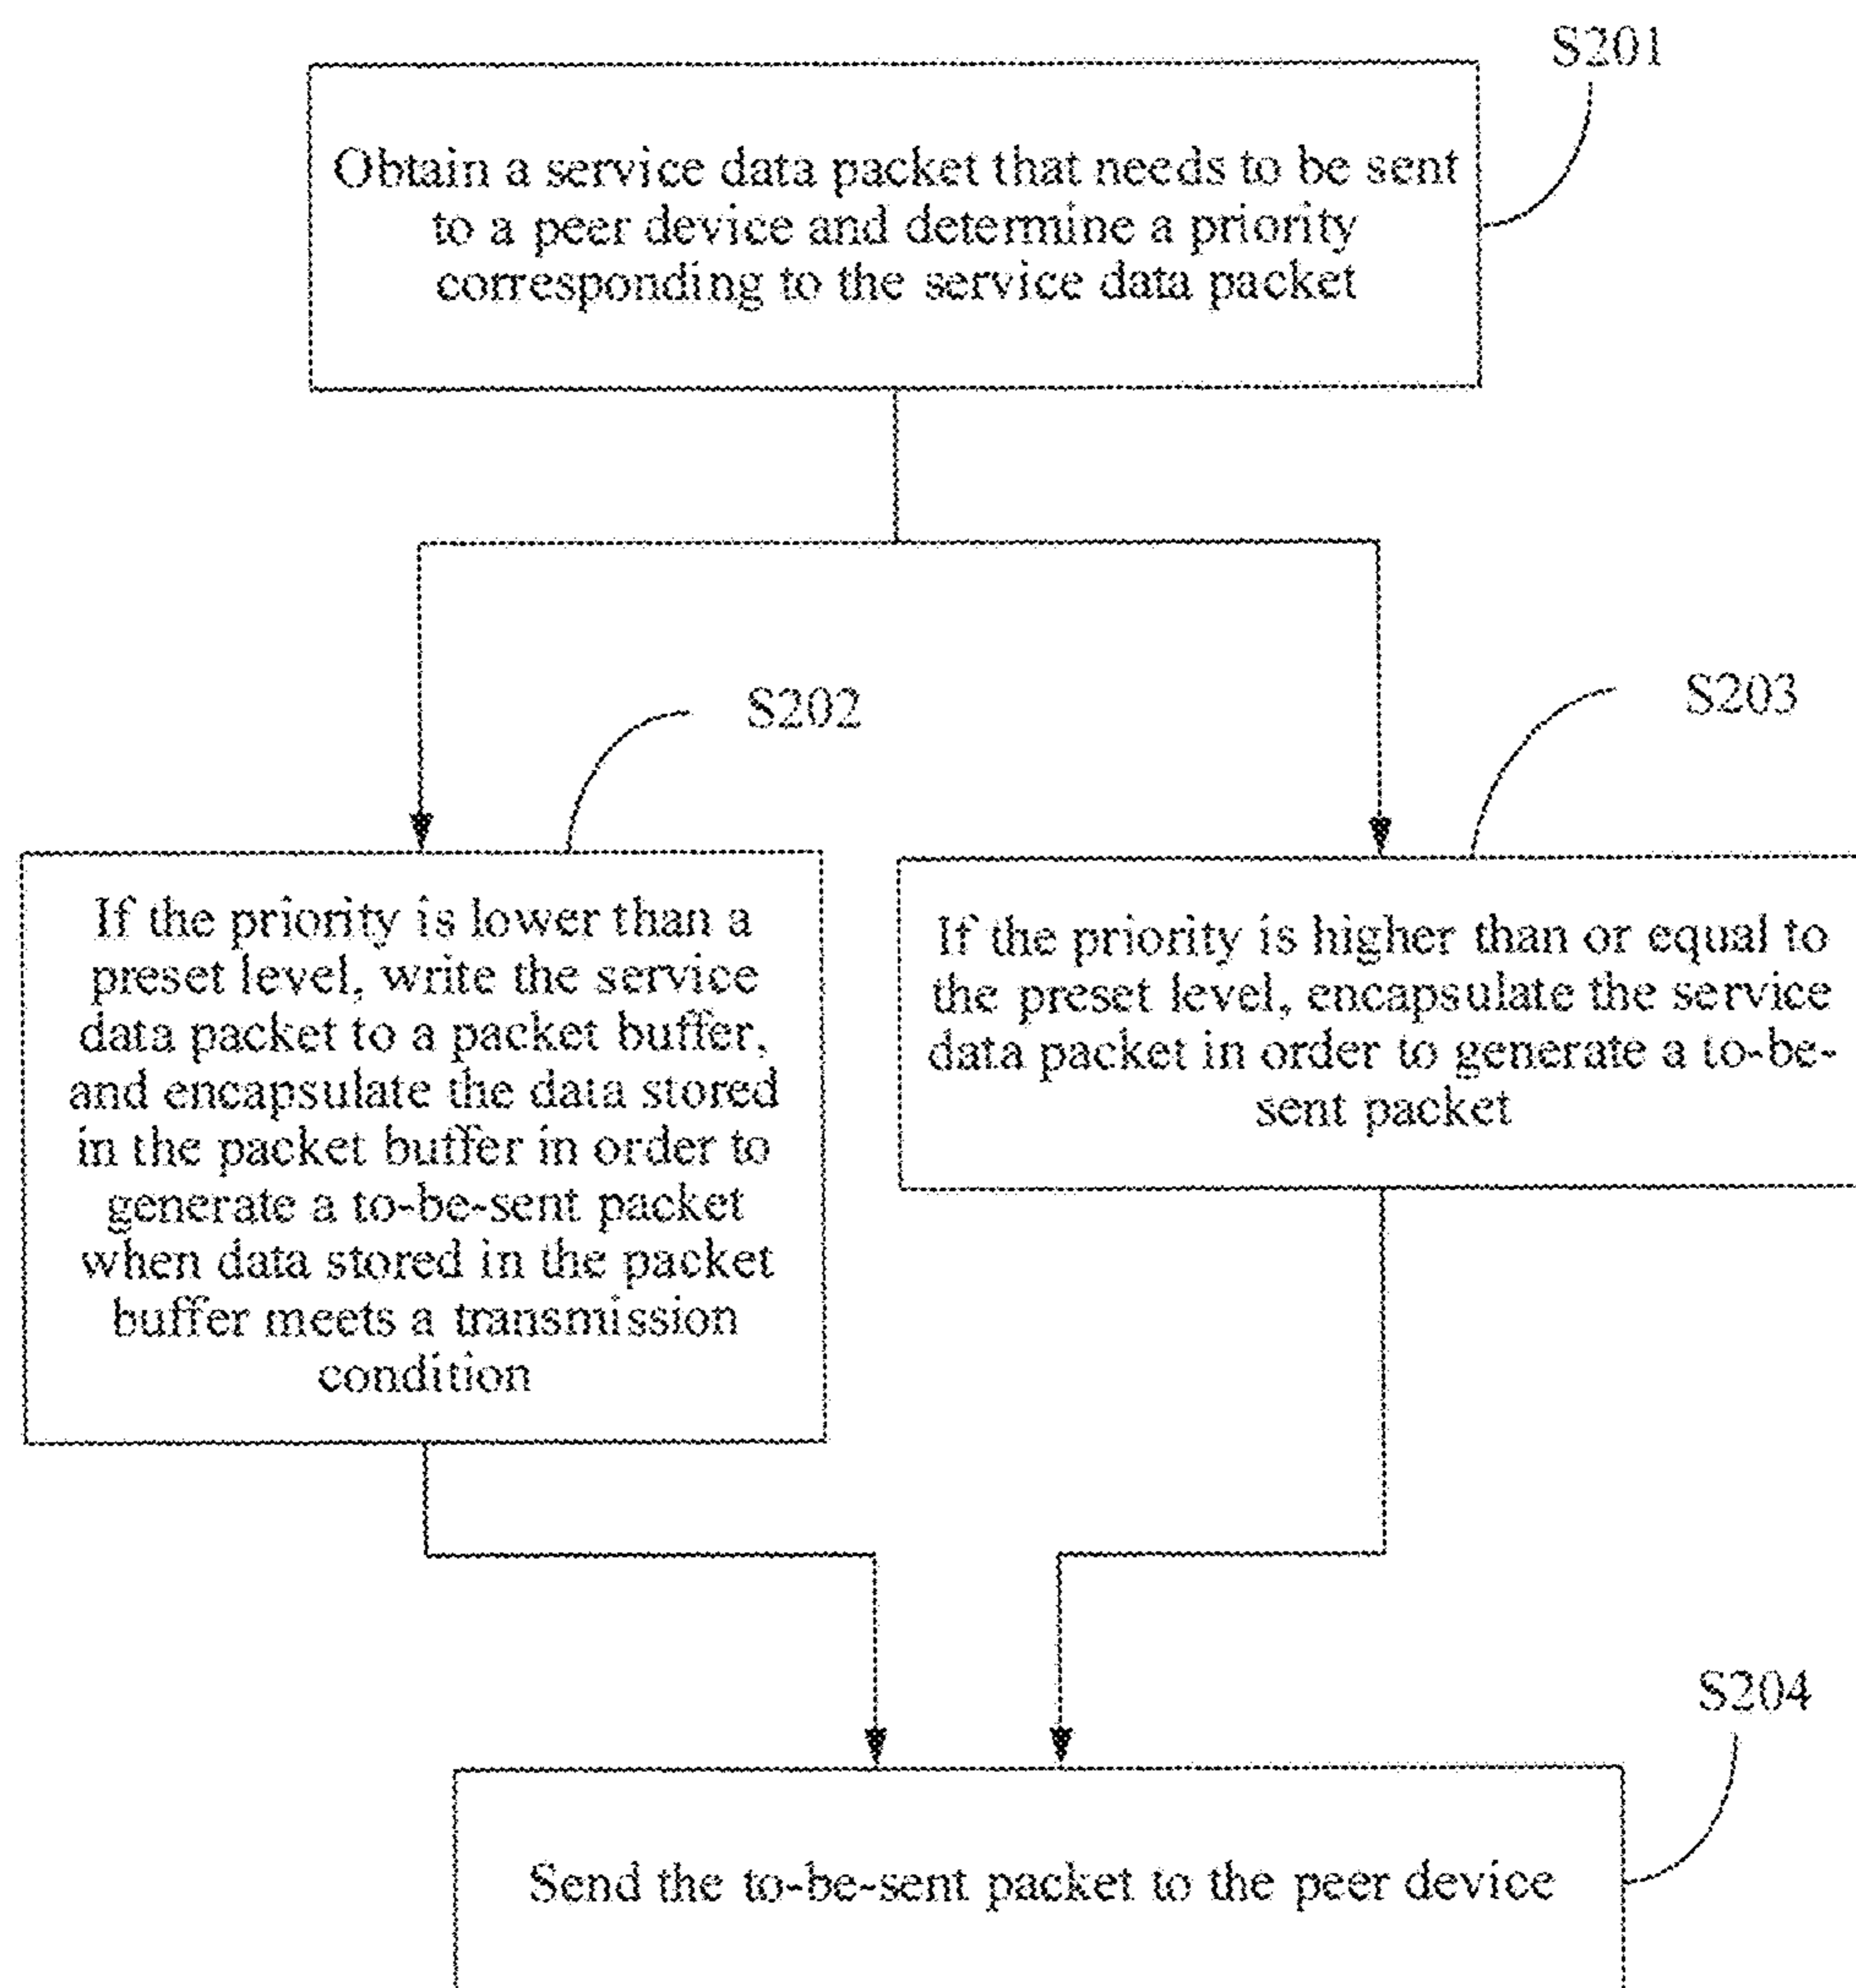 S201
Obtain a service data packet that needs to be sent
to a peer device and determine a priority
corresponding to the service data packet
S202
S203
If the priority is lower than a
preset level, write the service
data packet to a packet buffer,
and encapsulate the data stored
in the packet buffer in order to
generate a to-be-sent packet
when data stored in the packet
buffer meets a transmission
condition
If the priority is higher than or equal to
the preset level, encapsulate the service
data packet in order to generate a to-be-
sent packet
S204
Send the to-be-sent packet to the peer device